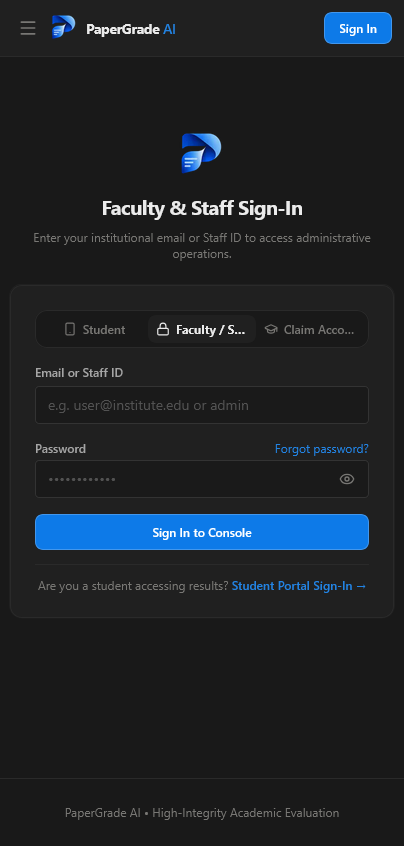 PaperGrade AI
Sign In
Faculty & Staff Sign-In
Enter your institutional email or Staff ID to access administrative
operations.
Student
Faculty / S...
Claim Acco...
Email or Staff ID
e.g. user@institute.edu or admin
Password
Forgot password?
••••••••••••
Sign In to Console
Are you a student accessing results? Student Portal Sign-In →
PaperGrade AI • High-Integrity Academic Evaluation